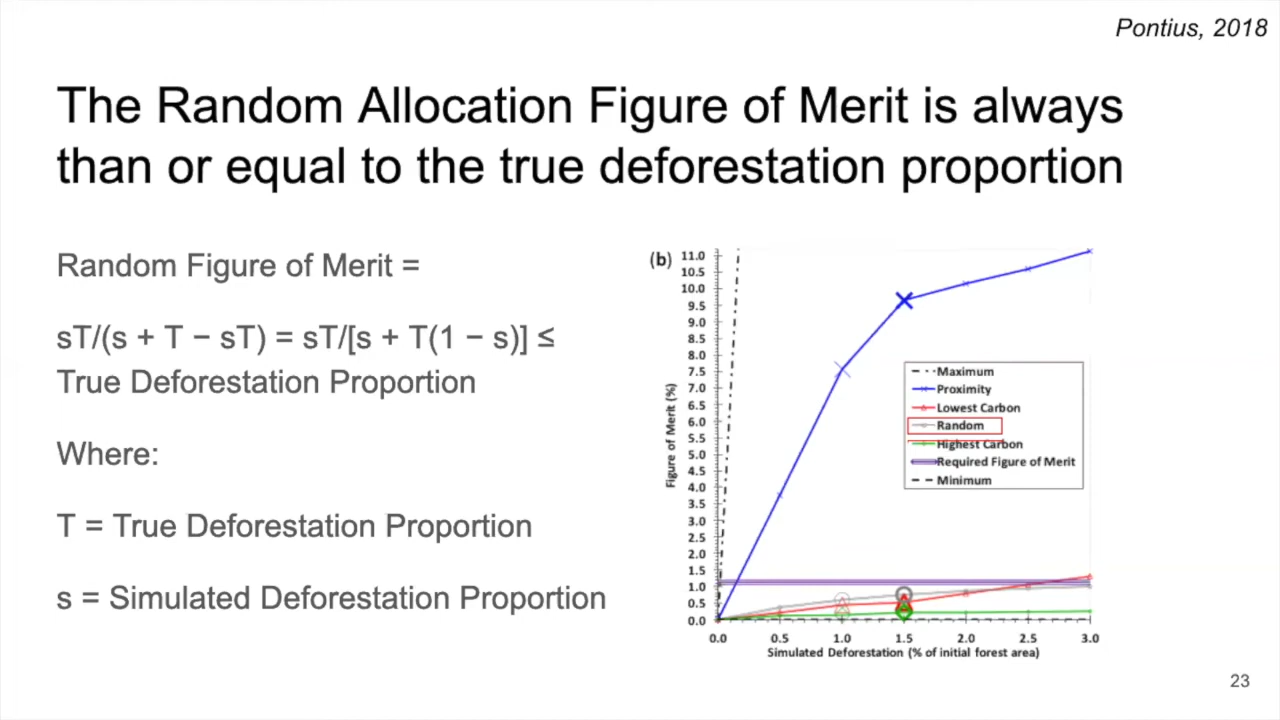 Pontius, 2018
The Random Allocation Figure of Merit is always
than or equal to the true deforestation proportion
Random Figure of Merit =
sT/(s + T − sT) = sT/[s + T(1 − s)] ≤
True Deforestation Proportion
Where:
T = True Deforestation Proportion
s = Simulated Deforestation Proportion
(b)
Figure of Merit (%)
11.0
10.5
10.0
9.5
9.0
8.5
8.0
7.5
7.0
6.5
6.0
5.5
5.0
4.5
4.0
3.5
3.0
2.5
2.0
1.5
1.0
0.5
0.0
Maximum
Proximity
Lowest Carbon
Random
Highest Carbon
Required Figure of Merit
Minimum
0.0 0.5 1.0 1.5 2.0 2.5 3.0
Simulated Deforestation (% of initial forest area)
23